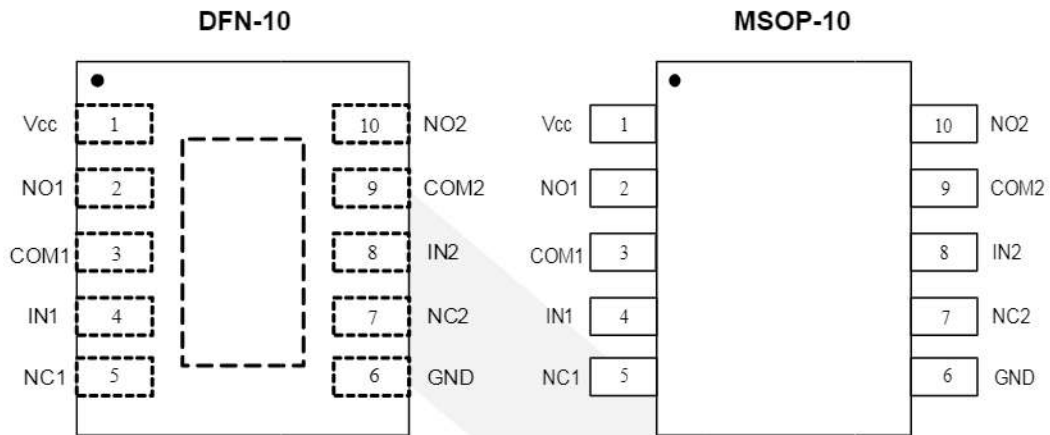 DFN-10
MSOP-10
Vcc 1 10 NO2
NO1 2 9 COM2
COM1 3 8 IN2
IN1 4 7 NC2
NC1 5 6 GND
Vcc 1 10 NO2
NO1 2 9 COM2
COM1 3 8 IN2
IN1 4 7 NC2
NC1 5 6 GND